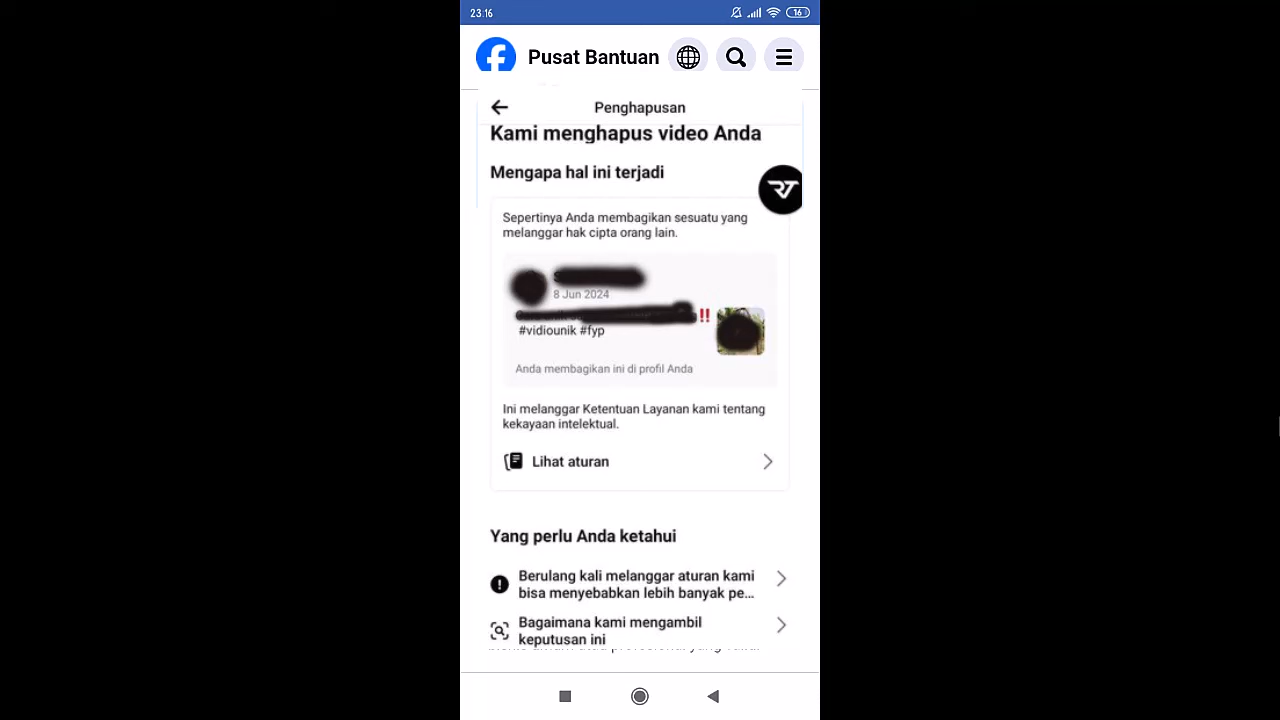 23:16
16
Pusat Bantuan
Penghapusan
Kami menghapus video Anda
Mengapa hal ini terjadi
Sepertinya Anda membagikan sesuatu yang
melanggar hak cipta orang lain.
8 Jun 2024
‼
#vidiounik #fyp
Anda membagikan ini di profil Anda
Ini melanggar Ketentuan Layanan kami tentang
kekayaan intelektual.
Lihat aturan
Yang perlu Anda ketahui
Berulang kali melanggar aturan kami
bisa menyebabkan lebih banyak pe...
Bagaimana kami mengambil
keputusan ini